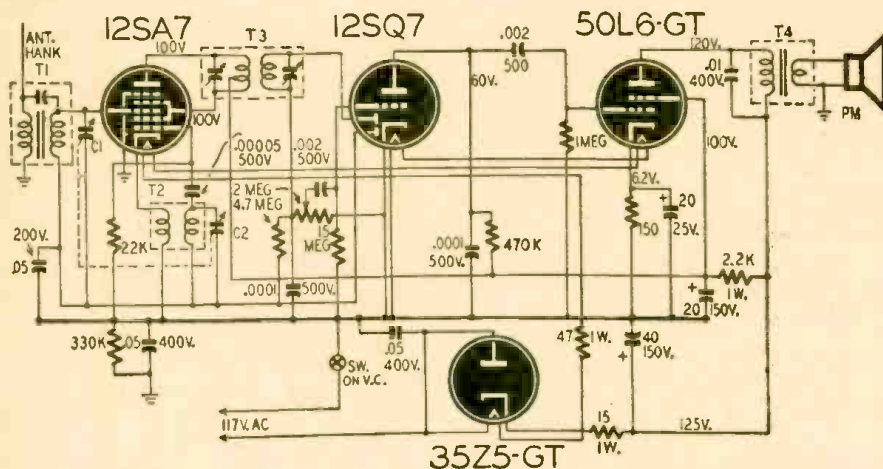 12SA7
12SQ7
50L6-GT
ANT.
HANK
T1
100V
T3
.002
500
120V.
T4
.01
400V.
PM
60V.
100V
C1
.00005
500V
.002
500V
1MEG
100V.
T2
2 MEG
4.7 MEG
6.2V.
20
25V.
150
C2
15
MEG
200V.
.05
22K
.0001
500V.
.0001
500V.
470K
2.2K
1W.
20
150V.
330K
.05
400V.
SW.
ON V.C.
.05
400V.
47
1W.
40
150V.
117V. AC
15
1W.
125V.
35Z5-GT